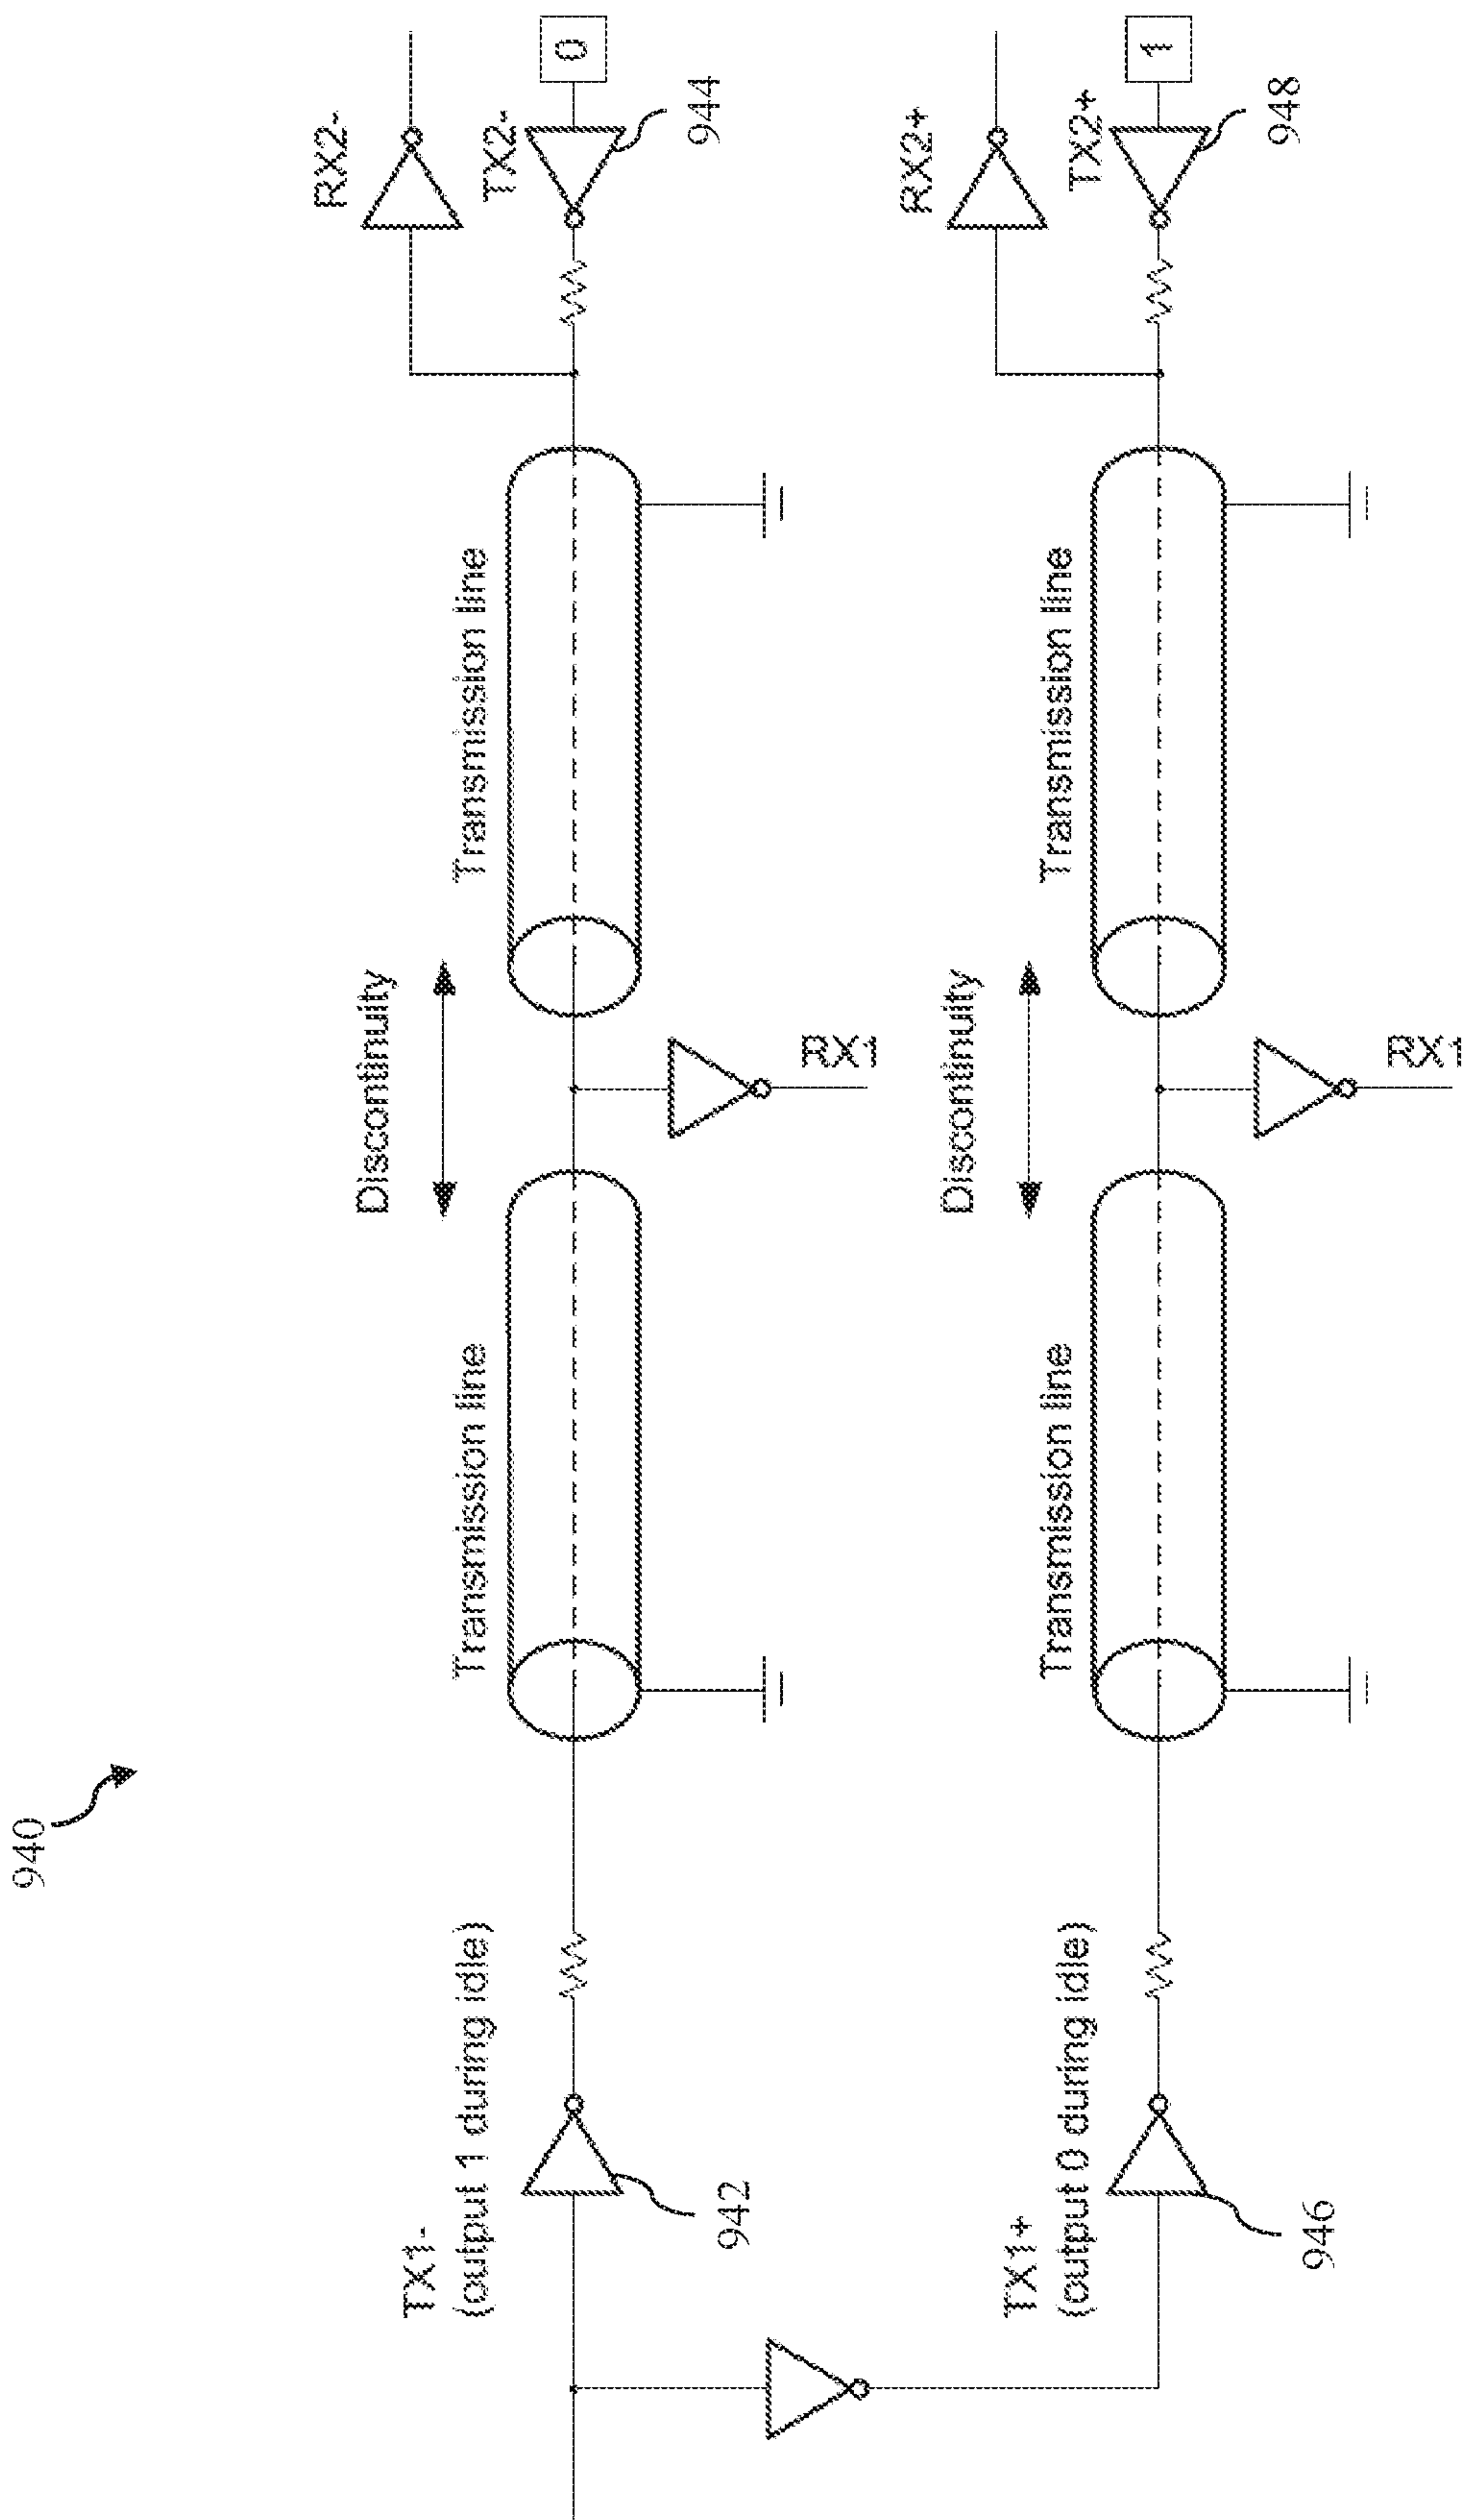 940
TX1-
(output 1 during idle)
942
Transmission line
Discontinuity
RX1
Transmission line
RX2-
TX2-
0
944
TX1+
(output 0 during idle)
946
Transmission line
Discontinuity
RX1
Transmission line
RX2+
TX2+
1
948